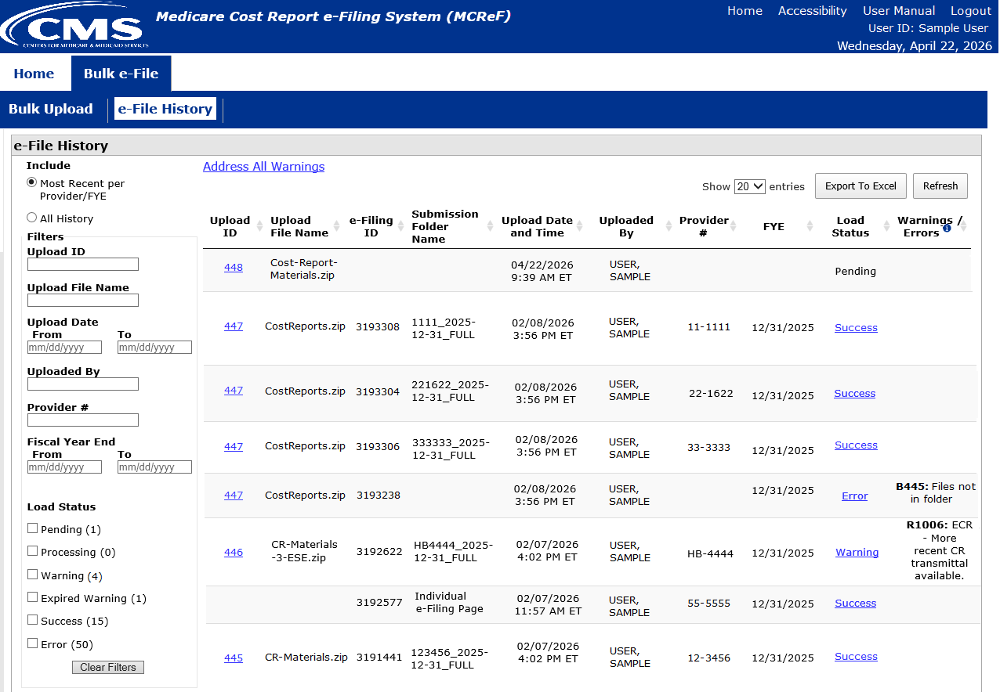 CMS
CENTERS FOR MEDICARE & MEDICAID SERVICES
Medicare Cost Report e-Filing System (MCReF)
Home Accessibility User Manual Logout
User ID: Sample User
Wednesday, April 22, 2026
Home Bulk e-File
Bulk Upload e-File History
e-File History
Include
Most Recent per
Provider/FYE
All History
Filters
Upload ID
Upload File Name
Upload Date
From To
mm/dd/yyyy mm/dd/yyyy
Uploaded By
Provider #
Fiscal Year End
From To
mm/dd/yyyy mm/dd/yyyy
Load Status
Pending (1)
Processing (0)
Warning (4)
Expired Warning (1)
Success (15)
Error (50)
Clear Filters
Address All Warnings
Show 20 entries Export To Excel Refresh
Upload ID Upload File Name e-Filing ID Submission Folder Name Upload Date and Time Uploaded By Provider # FYE Load Status Warnings / Errors
448 Cost-Report-Materials.zip 04/22/2026 9:39 AM ET USER, SAMPLE Pending
447 CostReports.zip 3193308 1111_2025-12-31_FULL 02/08/2026 3:56 PM ET USER, SAMPLE 11-1111 12/31/2025 Success
447 CostReports.zip 3193304 221622_2025-12-31_FULL 02/08/2026 3:56 PM ET USER, SAMPLE 22-1622 12/31/2025 Success
447 CostReports.zip 3193306 333333_2025-12-31_FULL 02/08/2026 3:56 PM ET USER, SAMPLE 33-3333 12/31/2025 Success
447 CostReports.zip 3193238 02/08/2026 3:56 PM ET USER, SAMPLE 12/31/2025 Error B445: Files not in folder
446 CR-Materials-3-ESE.zip 3192622 HB4444_2025-12-31_FULL 02/07/2026 4:02 PM ET USER, SAMPLE HB-4444 12/31/2025 Warning R1006: ECR - More recent CR transmittal available.
3192577 Individual e-Filing Page 02/07/2026 11:57 AM ET USER, SAMPLE 55-5555 12/31/2025 Success
445 CR-Materials.zip 3191441 123456_2025-12-31_FULL 02/07/2026 4:02 PM ET USER, SAMPLE 12-3456 12/31/2025 Success